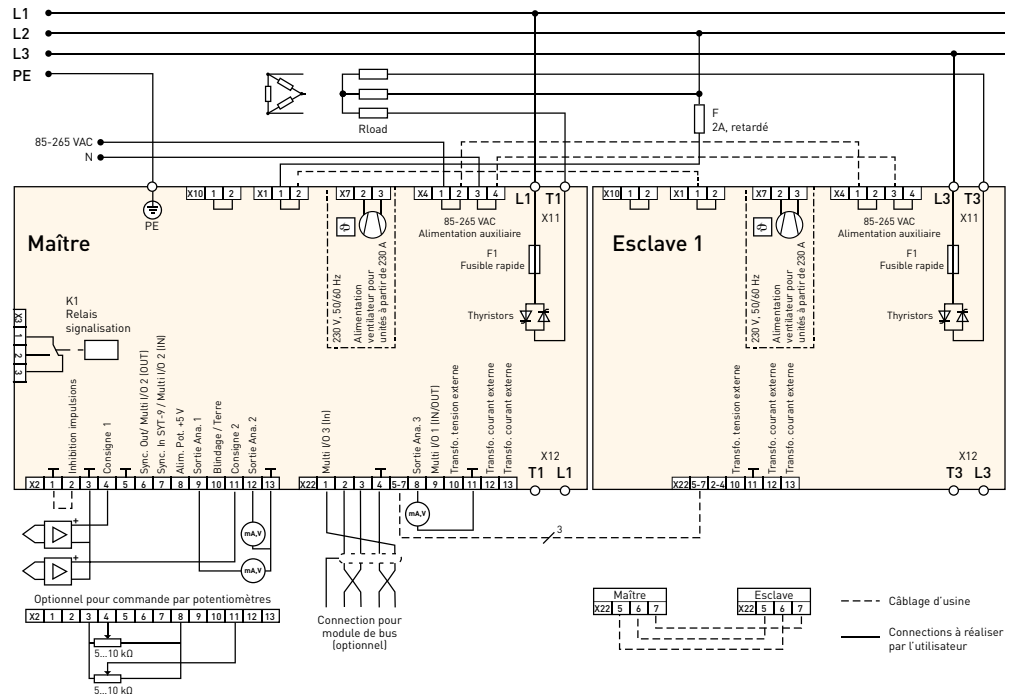 L1
L2
L3
PE
85-265 VAC
N
Rload
F
2A, retardé
X10 1 2
X1 1 2
X7 2 3
X4 1 2 3 4
L1 T1
X10 1 2
X1 1 2
X7 2 3
X4 1 2 3 4
L3 T3
PE
85-265 VAC
Alimentation auxiliaire
X11
85-265 VAC
Alimentation auxiliaire
X11
Maître
Esclave 1
F1
Fusible rapide
F1
Fusible rapide
230 V, 50/60 Hz
Alimentation
ventilateur pour
unités à partir de 230 A
230 V, 50/60 Hz
Alimentation
ventilateur pour
unités à partir de 230 A
Thyristors
Thyristors
K1
Relais
signalisation
X3
1
2
3
Inhibition impulsions
Consigne 1
Sync. Out/ Multi I/O 2 (OUT)
Sync. In SYT-9 / Multi I/O 2 (IN)
Alim. Pot. +5 V
Sortie Ana. 1
Blindage / Terre
Consigne 2
Sortie Ana. 2
Multi I/O 3 (In)
Sortie Ana. 3
Multi I/O 1 (IN/OUT)
Transfo. tension externe
Transfo. courant externe
Transfo. courant externe
Transfo. tension externe
Transfo. courant externe
Transfo. courant externe
X12
T1 L1
X12
T3 L3
X2 1 2 3 4 5 6 7 8 9 10 11 12 13
X22 1 2 3 4 5-7 8 9 10 11 12 13
X22 5-7 2-4 10 11 12 13
mA,V
mA,V
mA,V
+
+
3
Optionnel pour commande par potentiomètres
X2 1 2 3 4 5 6 7 8 9 10 11 12 13
5...10 kΩ
5...10 kΩ
Connection pour
module de bus
(optionnel)
Maître
X22 5 6 7
Esclave
X22 5 6 7
Câblage d'usine
Connections à réaliser
par l'utilisateur